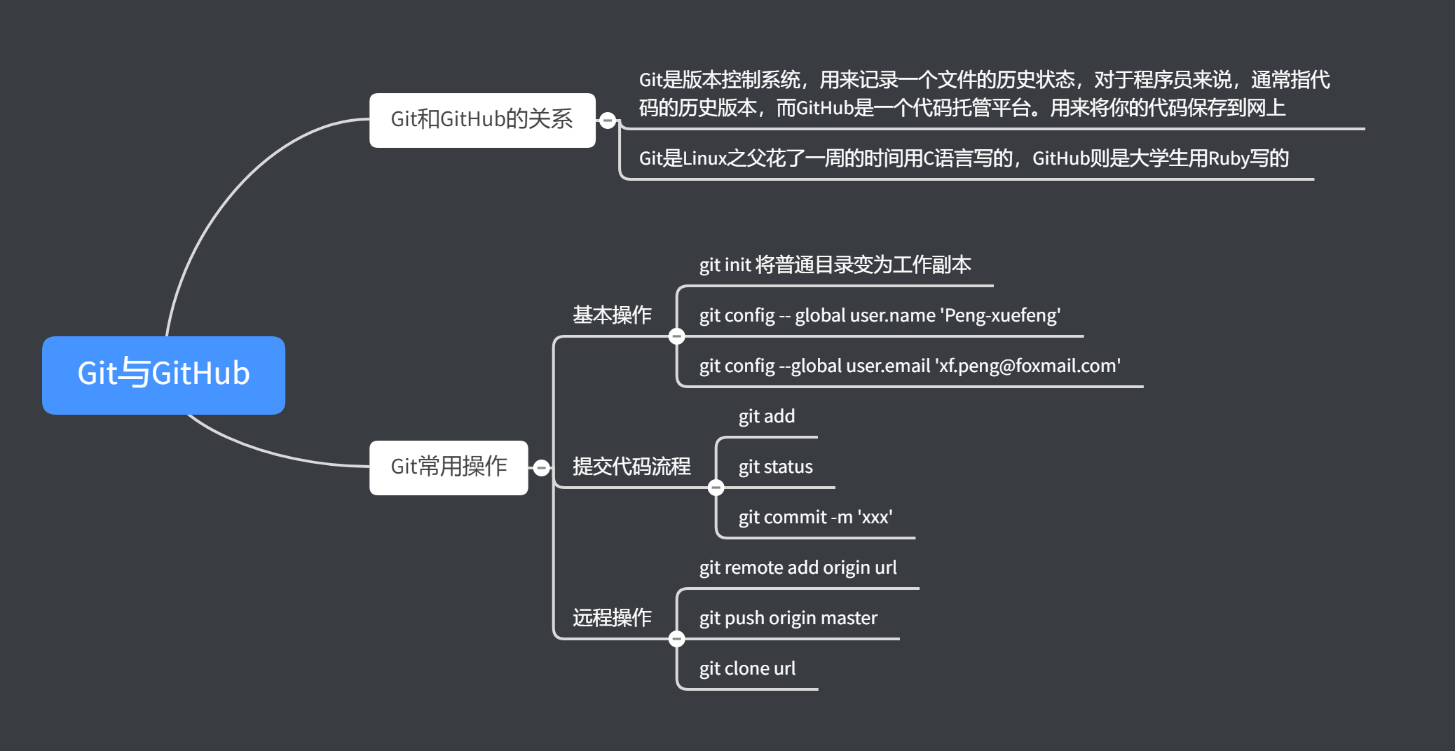 Git与GitHub
Git和GitHub的关系
Git是版本控制系统，用来记录一个文件的历史状态，对于程序员来说，通常指代
码的历史版本，而GitHub是一个代码托管平台。用来将你的代码保存到网上
Git是Linux之父花了一周的时间用C语言写的，GitHub则是大学生用Ruby写的
Git常用操作
基本操作
git init 将普通目录变为工作副本
git config -- global user.name 'Peng-xuefeng'
git config --global user.email 'xf.peng@foxmail.com'
提交代码流程
git add
git status
git commit -m 'xxx'
远程操作
git remote add origin url
git push origin master
git clone url